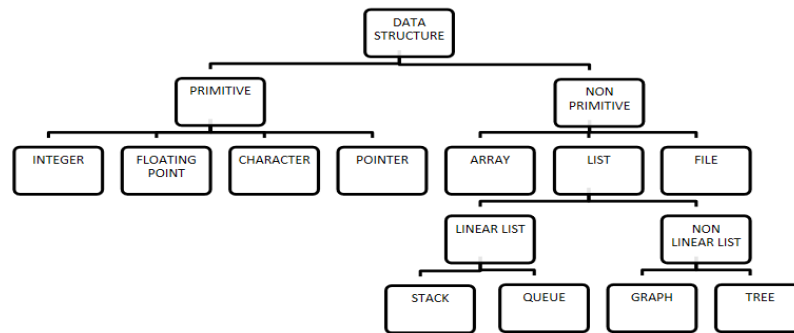 DATA
STRUCTURE
PRIMITIVE
NON
PRIMITIVE
INTEGER
FLOATING
POINT
CHARACTER
POINTER
ARRAY
LIST
FILE
LINEAR LIST
NON
LINEAR LIST
STACK
QUEUE
GRAPH
TREE